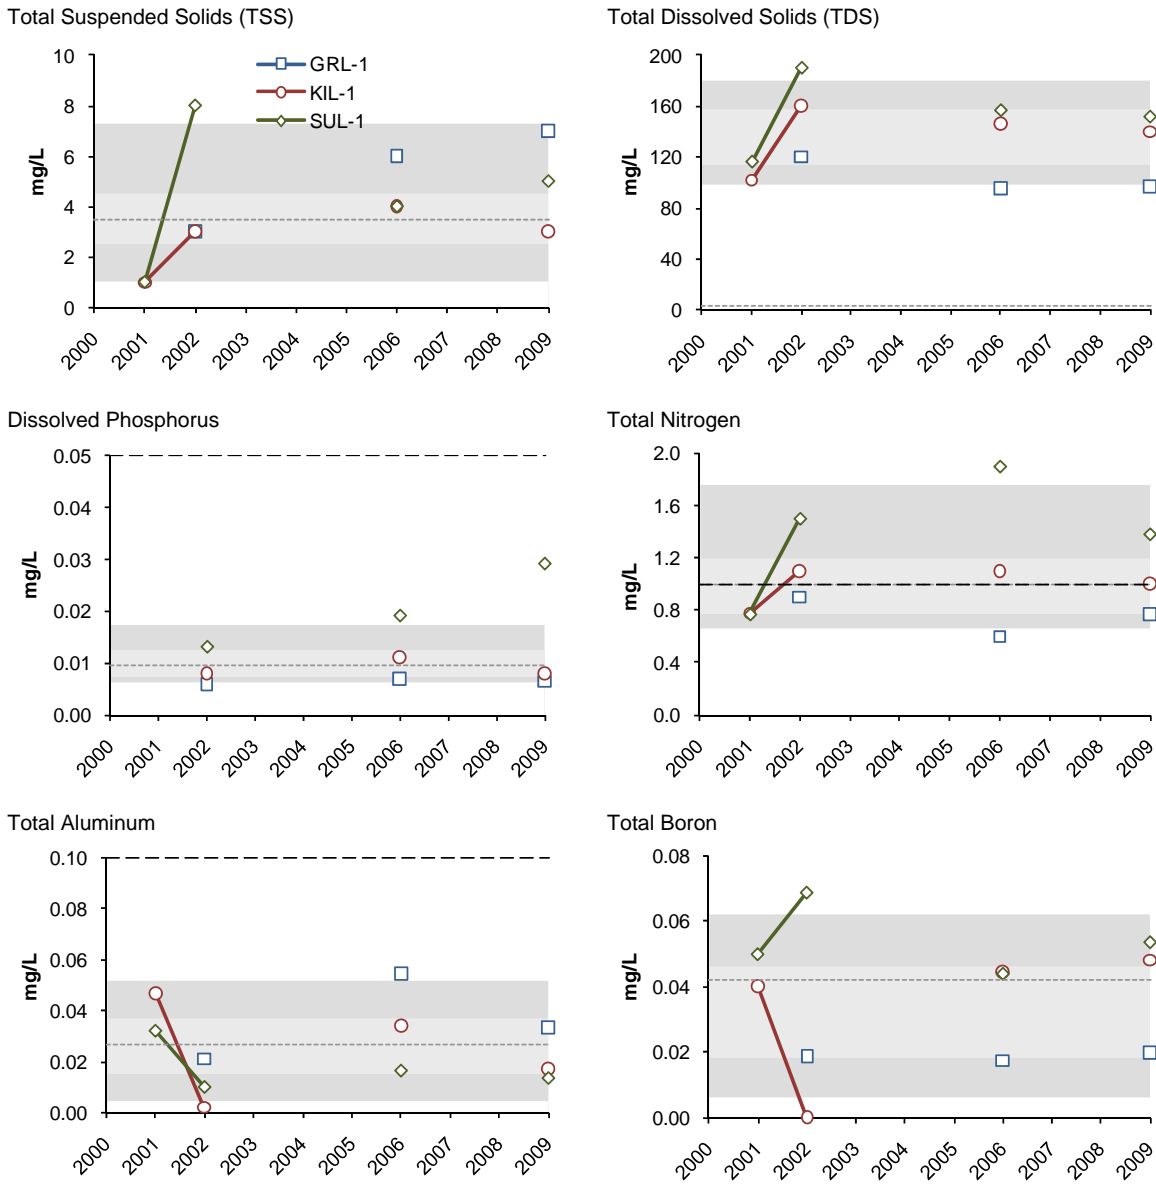 Total Suspended Solids (TSS)
10
8
6
4
2
0
mg/L
GRL-1
KIL-1
SUL-1
2000 2001 2002 2003 2004 2005 2006 2007 2008 2009
Total Dissolved Solids (TDS)
200
160
120
80
40
0
mg/L
2000 2001 2002 2003 2004 2005 2006 2007 2008 2009
Dissolved Phosphorus
0.05
0.04
0.03
0.02
0.01
0.00
mg/L
2000 2001 2002 2003 2004 2005 2006 2007 2008 2009
Total Nitrogen
2.0
1.6
1.2
0.8
0.4
0.0
mg/L
2000 2001 2002 2003 2004 2005 2006 2007 2008 2009
Total Aluminum
0.10
0.08
0.06
0.04
0.02
0.00
mg/L
2000 2001 2002 2003 2004 2005 2006 2007 2008 2009
Total Boron
0.08
0.06
0.04
0.02
0.00
mg/L
2000 2001 2002 2003 2004 2005 2006 2007 2008 2009